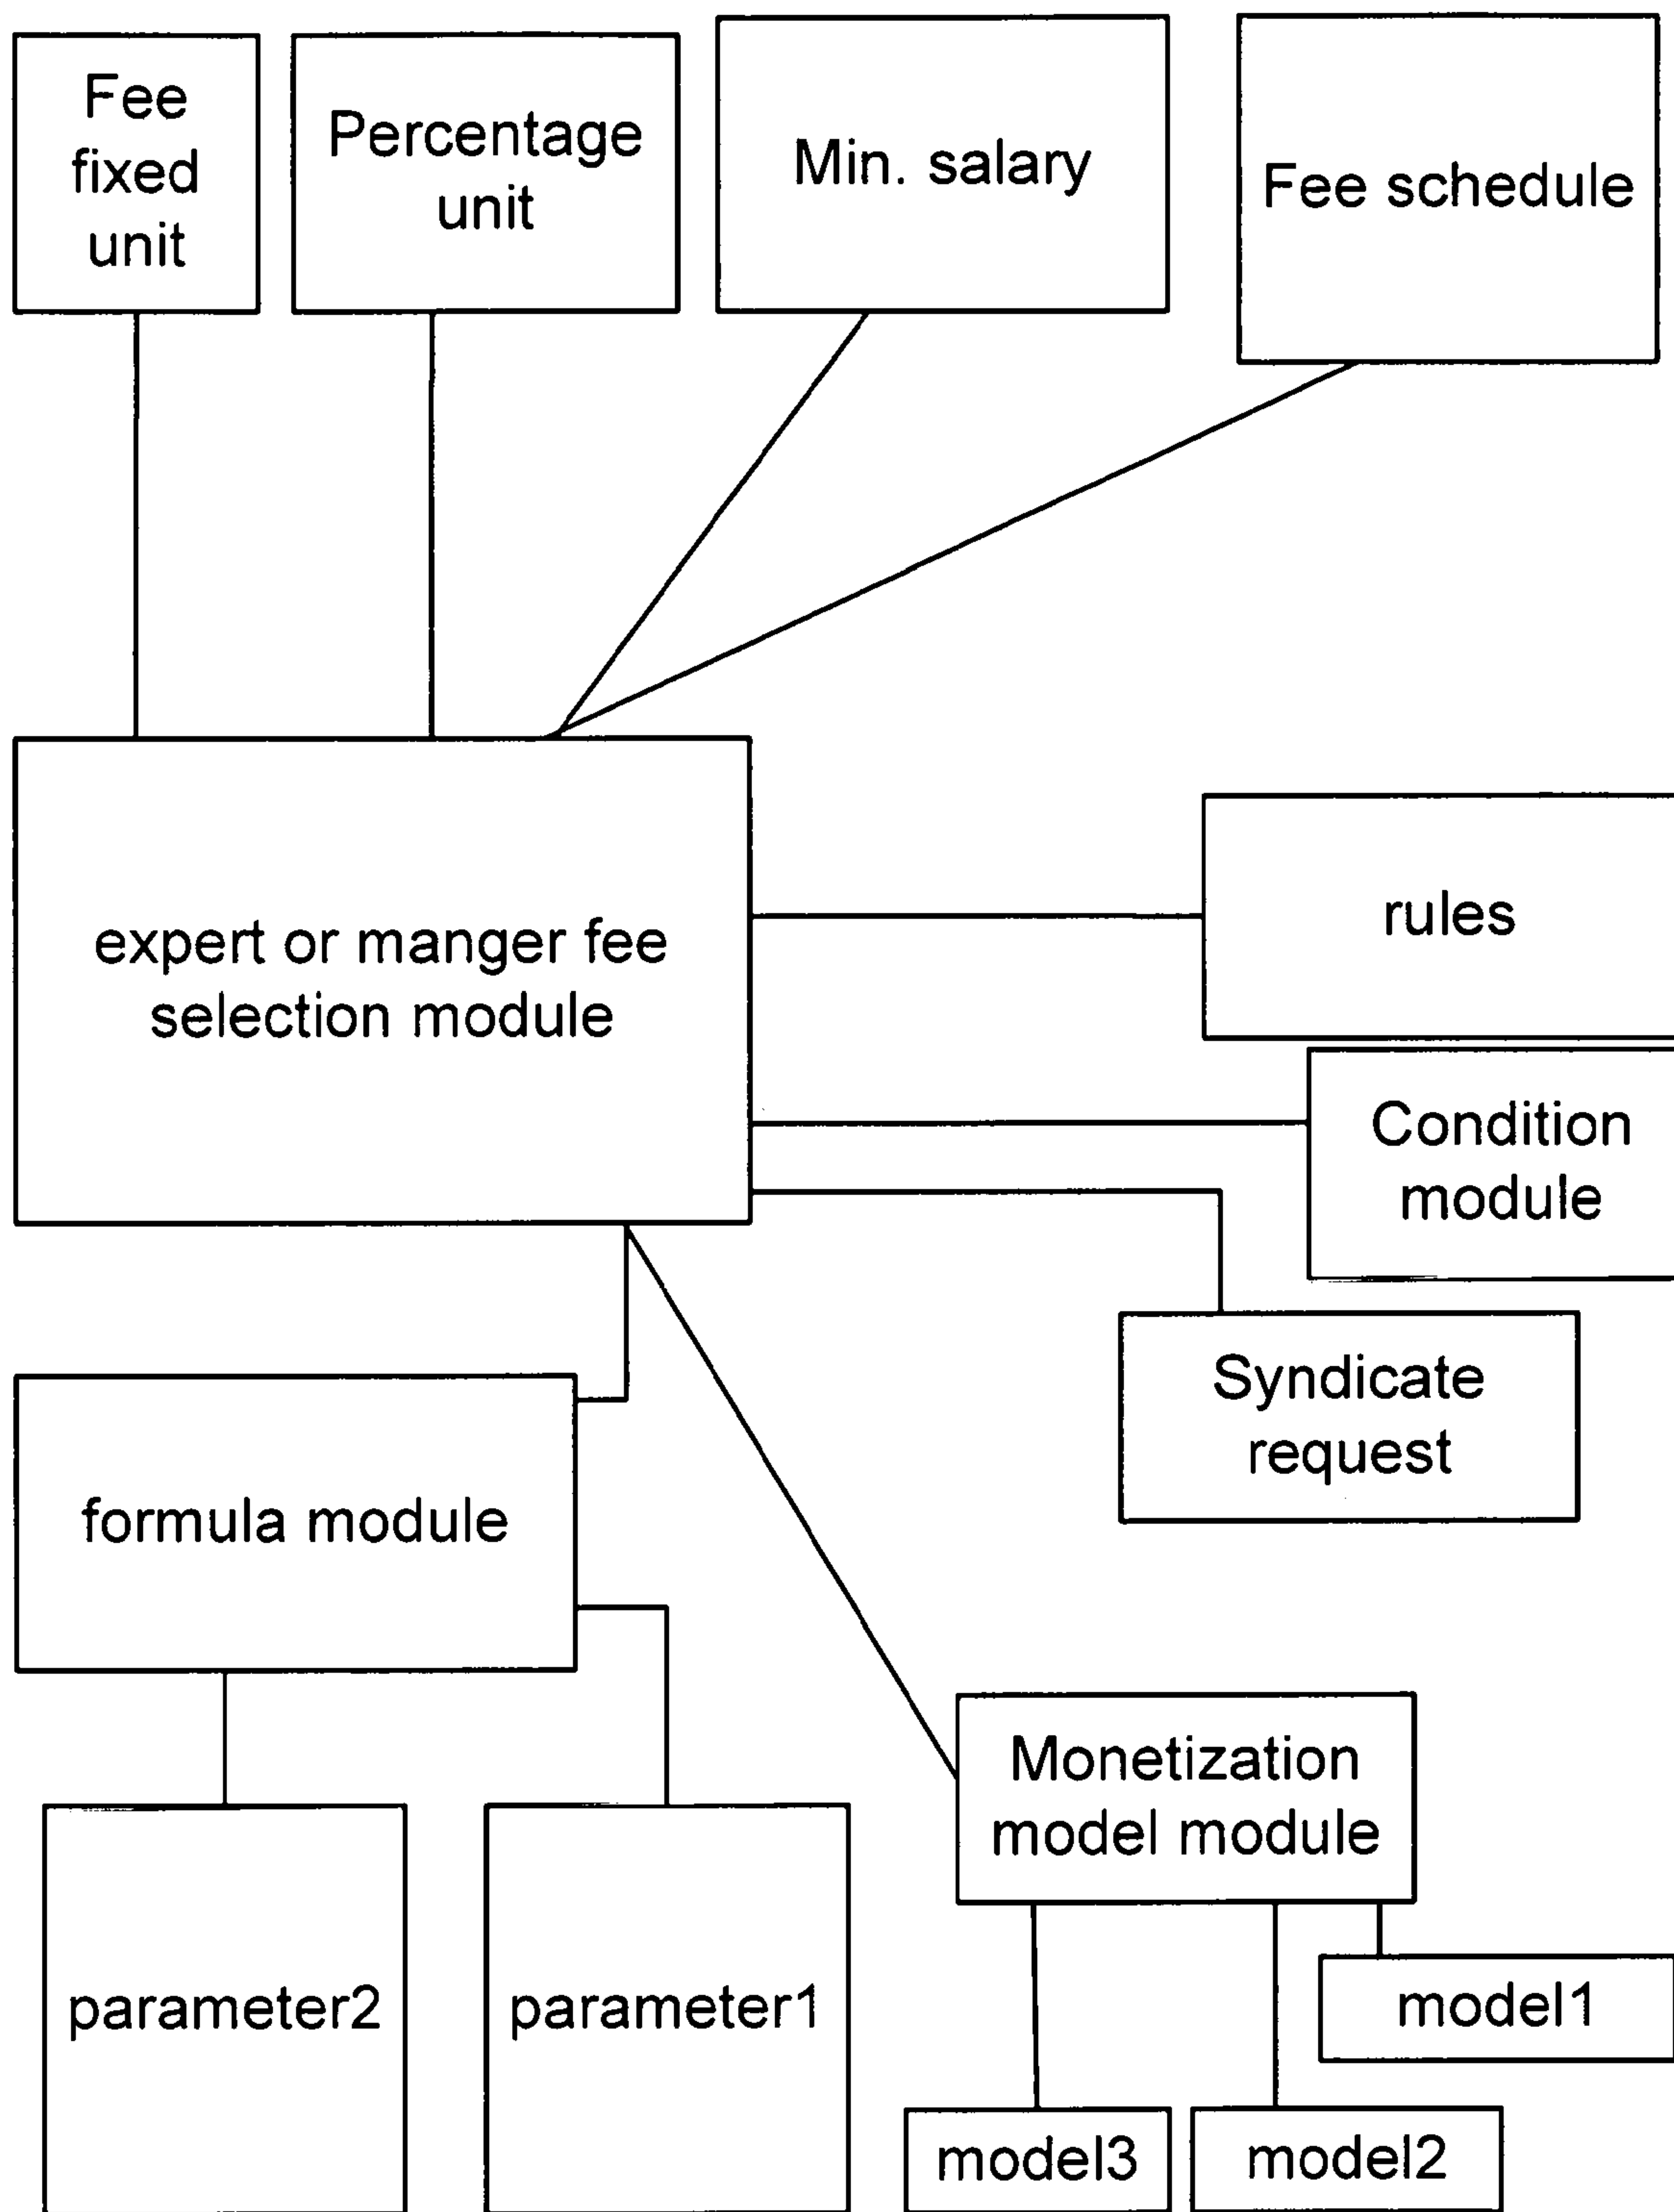 Fee
fixed
unit
Percentage
unit
Min. salary
Fee schedule
expert or manger fee
selection module
rules
Condition
module
Syndicate
request
formula module
Monetization
model module
parameter2
parameter1
model1
model3
model2